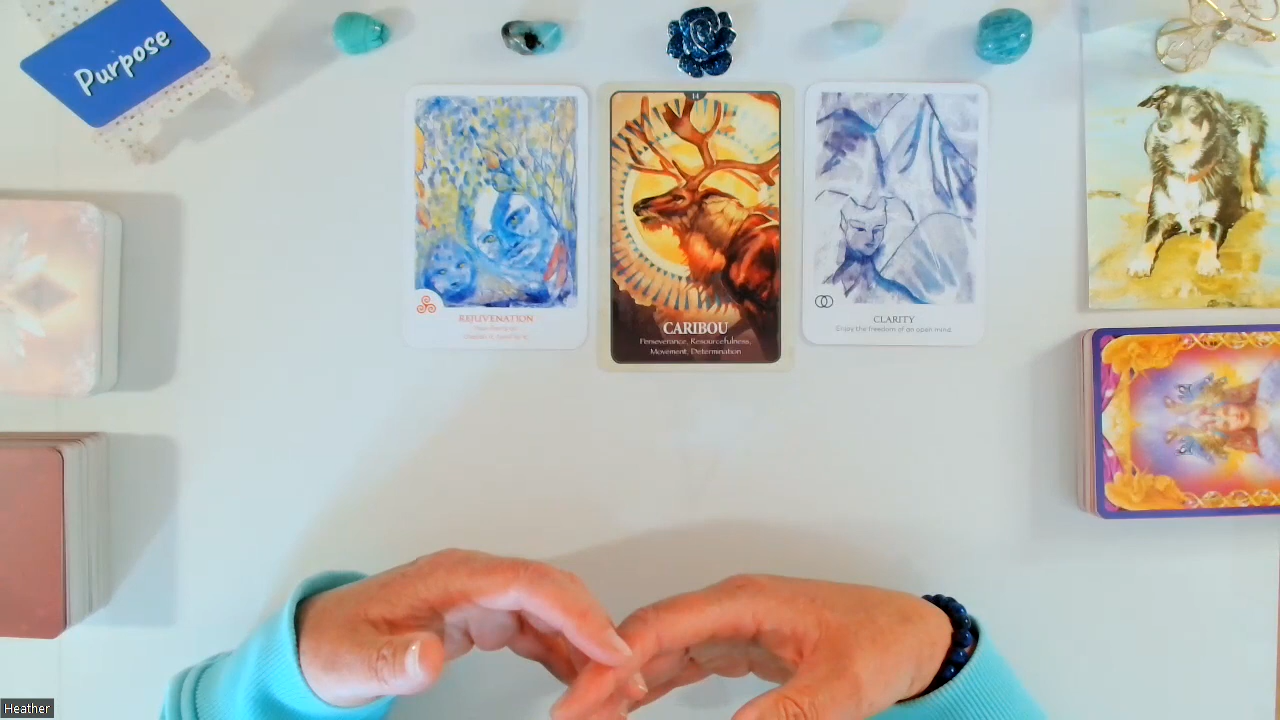 Purpose
14
REJUVENATION
CARIBOU
Perseverance, Resourcefulness,
Movement, Determination
CLARITY
Enjoy the freedom of an open mind.
Heather